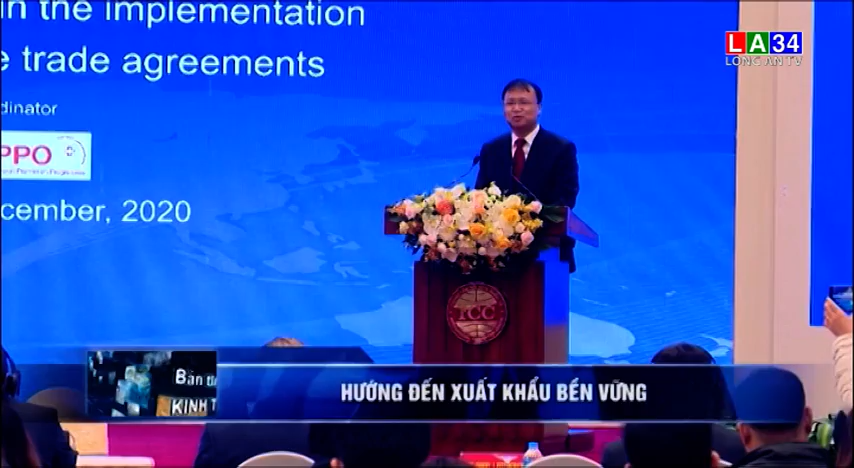 in the implementation
e trade agreements
dinator
PPO
cember, 2020
LA34
LONG AN TV
ICC
Bản ti
KINH T
HƯỚNG ĐẾN XUẤT KHẨU BỀN VỮNG